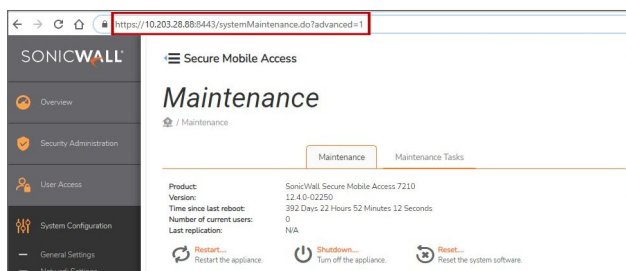 https://10.203.28.88:8443/systemMaintenance.do?advanced=1
SONICWALL
Secure Mobile Access
Maintenance
/ Maintenance
Overview
Security Administration
User Access
System Configuration
General Settings
Maintenance Maintenance Tasks
Product: SonicWall Secure Mobile Access 7210
Version: 12.4.0-02250
Time since last reboot: 392 Days 22 Hours 52 Minutes 12 Seconds
Number of current users: 0
Last replication: N/A
Restart.... Shutdown.... Reset....
Restart the appliance. Turn off the appliance. Reset the system software.